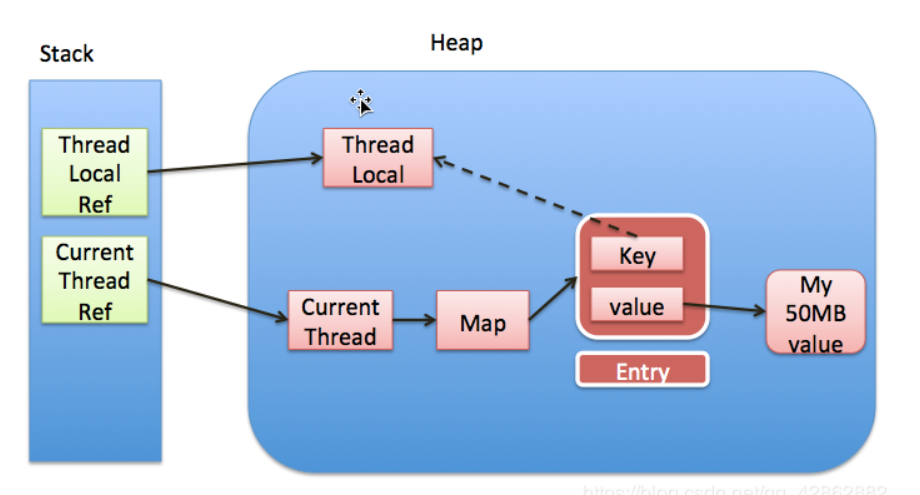 Stack
Heap
Thread
Local
Ref
Thread
Local
Current
Thread
Ref
Key
value
My
50MB
value
Current
Thread
Map
Entry
https://blog.csdn.net/qq_42862882